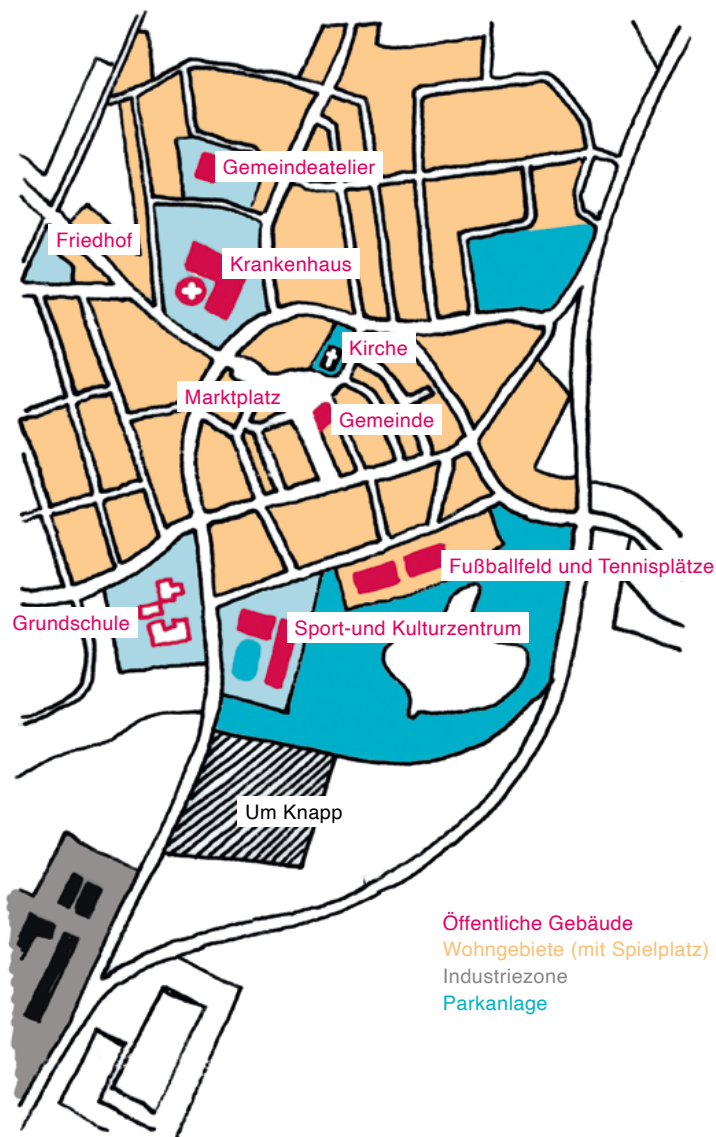 Gemeindeatelier
Friedhof
Krankenhaus
Kirche
Marktplatz
Gemeinde
Fußballfeld und Tennisplätze
Grundschule
Sport-und Kulturzentrum
Um Knapp
Öffentliche Gebäude
Wohngebiete (mit Spielplatz)
Industriezone
Parkanlage